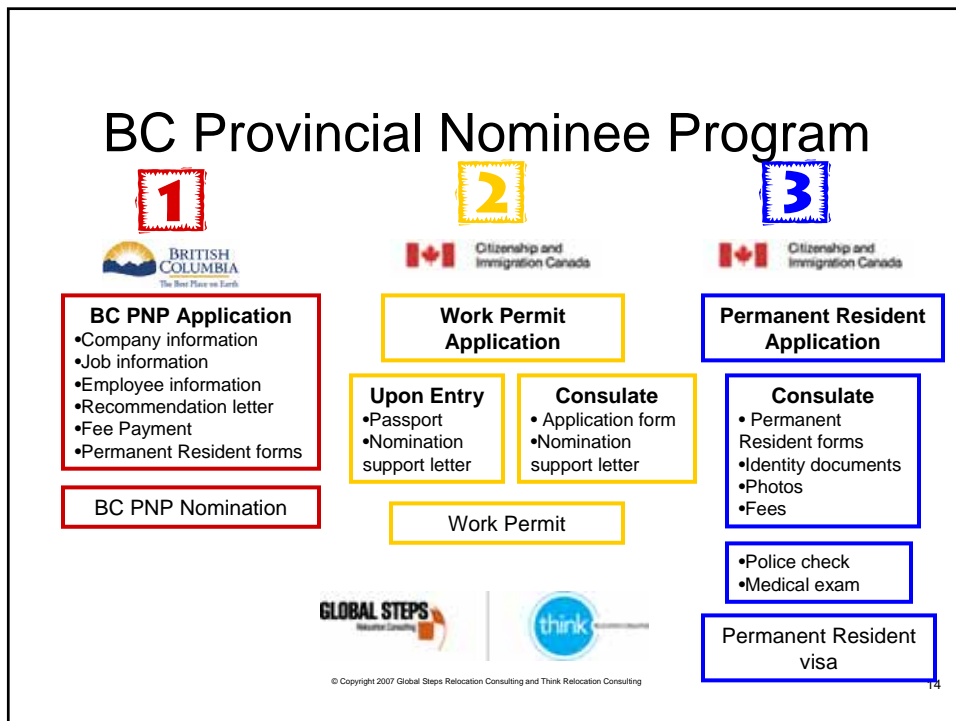 BC Provincial Nominee Program
1
BRITISH
COLUMBIA
The Best Place on Earth
BC PNP Application
•Company information
•Job information
•Employee information
•Recommendation letter
•Fee Payment
•Permanent Resident forms
BC PNP Nomination
2
Citizenship and
Immigration Canada
Work Permit
Application
Upon Entry
•Passport
•Nomination
support letter
Consulate
• Application form
•Nomination
support letter
Work Permit
3
Citizenship and
Immigration Canada
Permanent Resident
Application
Consulate
• Permanent
Resident forms
•Identity documents
•Photos
•Fees
•Police check
•Medical exam
Permanent Resident
visa
GLOBAL STEPS
Relocation Consulting
think
© Copyright 2007 Global Steps Relocation Consulting and Think Relocation Consulting
14